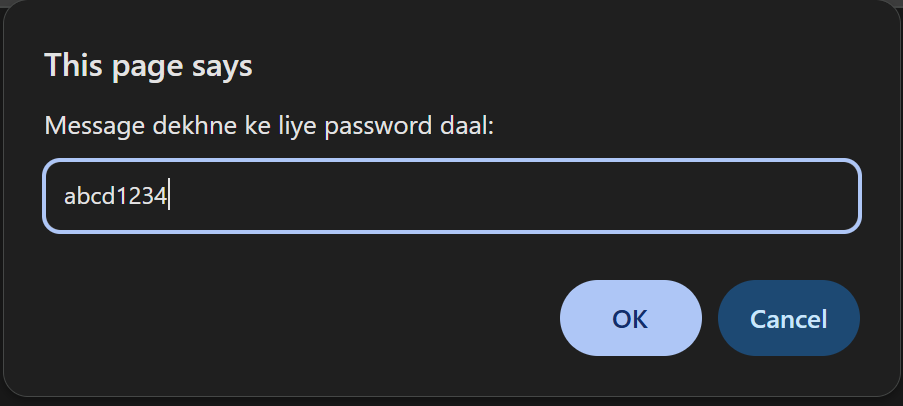 This page says
Message dekhne ke liye password daal:
abcd1234
OK Cancel